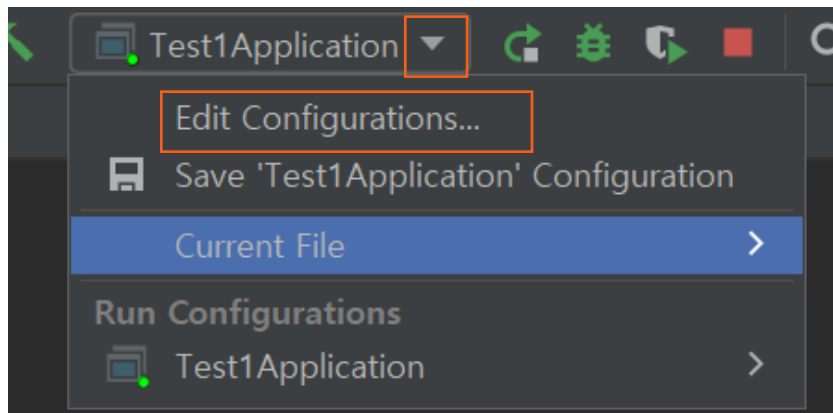 Test1Application
Edit Configurations...
Save 'Test1Application' Configuration
Current File
Run Configurations
Test1Application